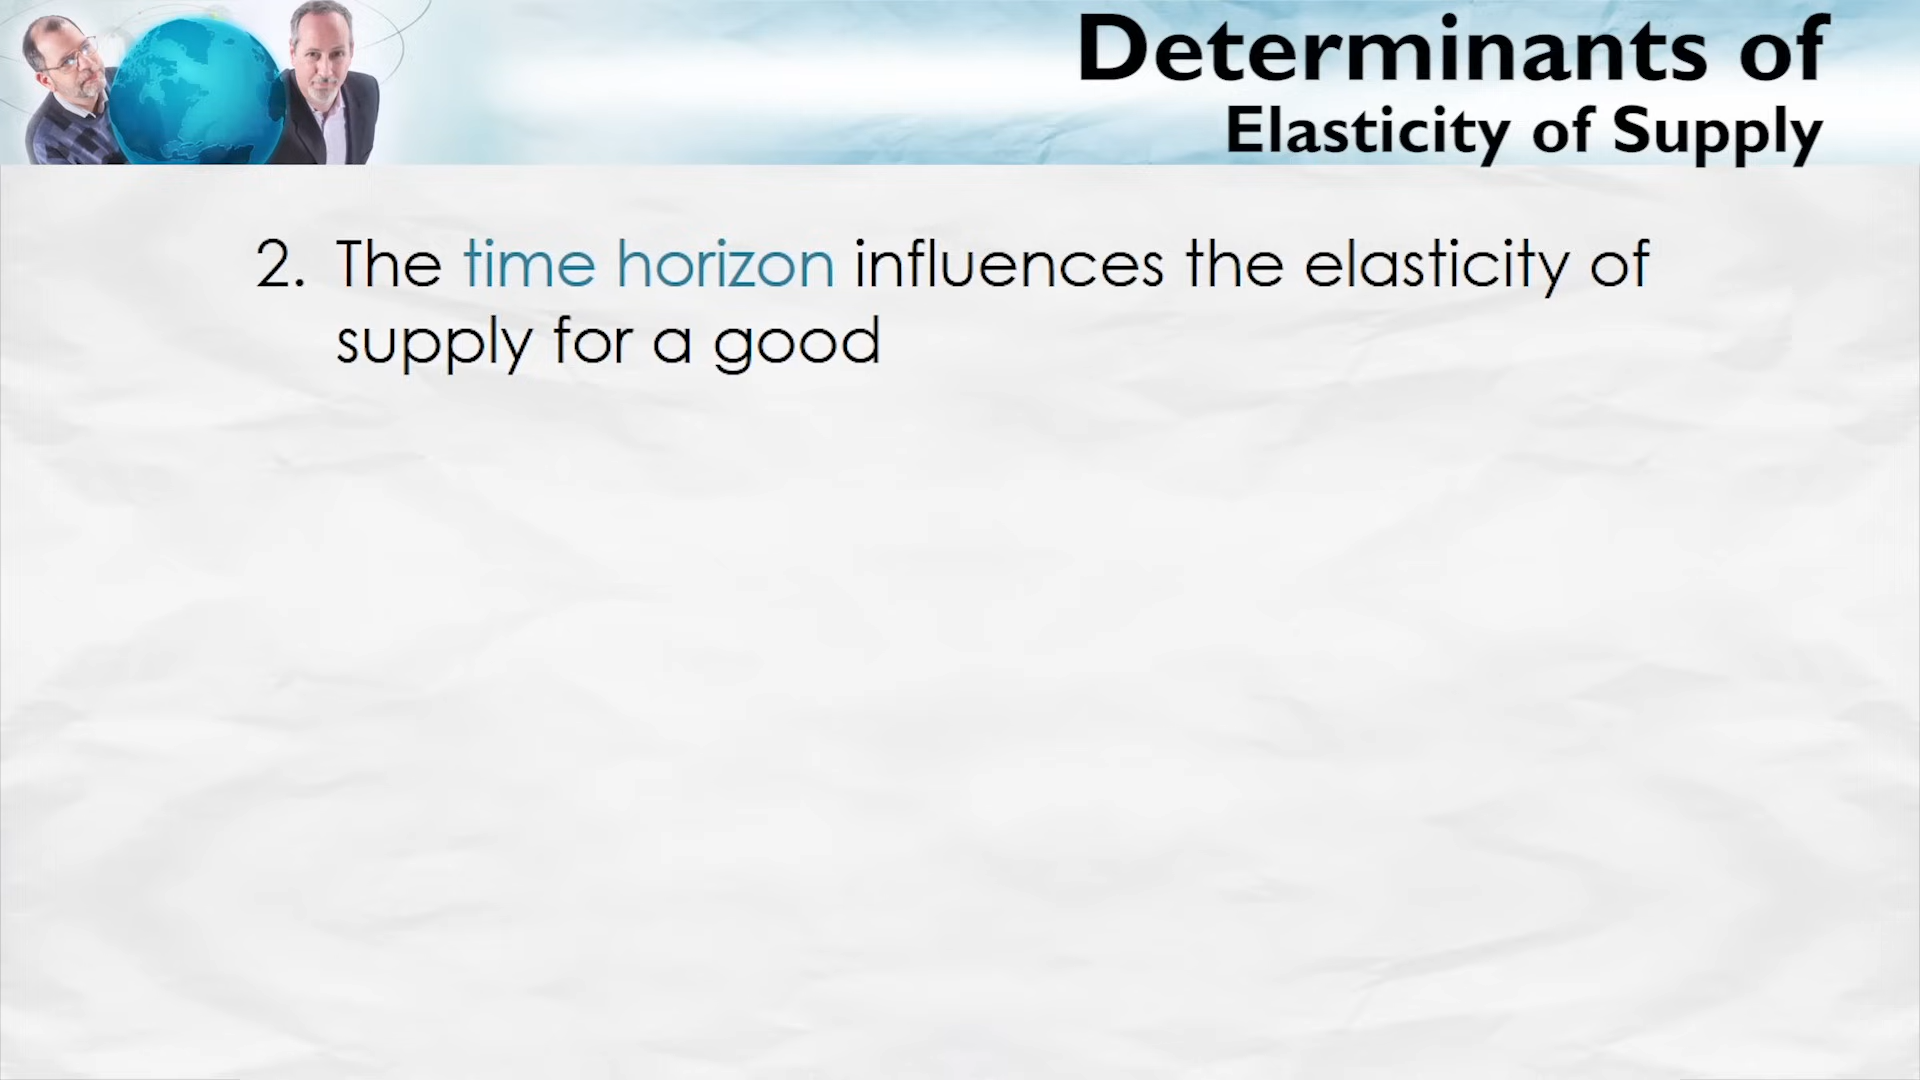 Determinants of
Elasticity of Supply
2. The time horizon influences the elasticity of
supply for a good